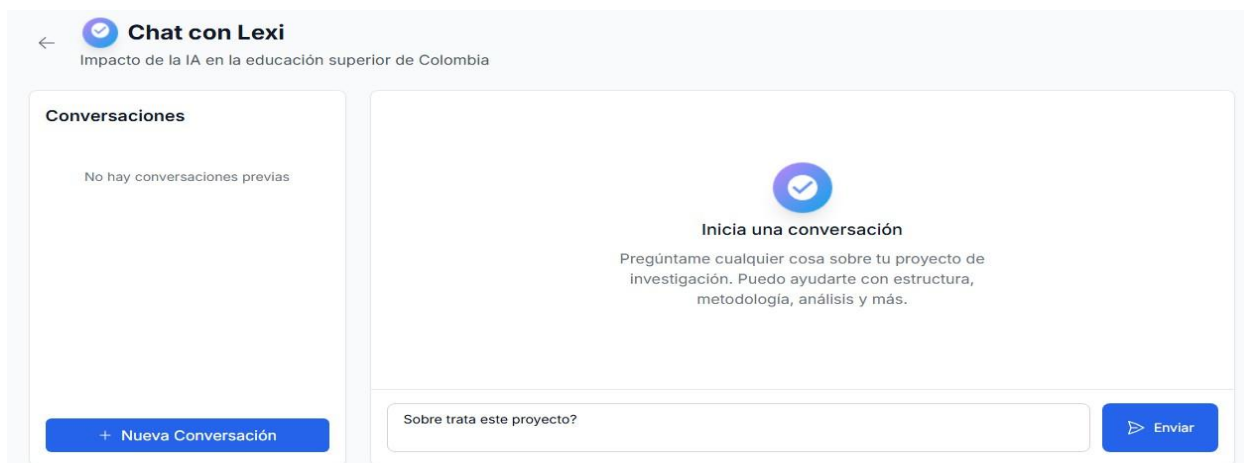 Chat con Lexi
Impacto de la IA en la educación superior de Colombia
Conversaciones
No hay conversaciones previas
+ Nueva Conversación
Inicia una conversación
Pregúntame cualquier cosa sobre tu proyecto de
investigación. Puedo ayudarte con estructura,
metodología, análisis y más.
Sobre trata este proyecto?
Enviar